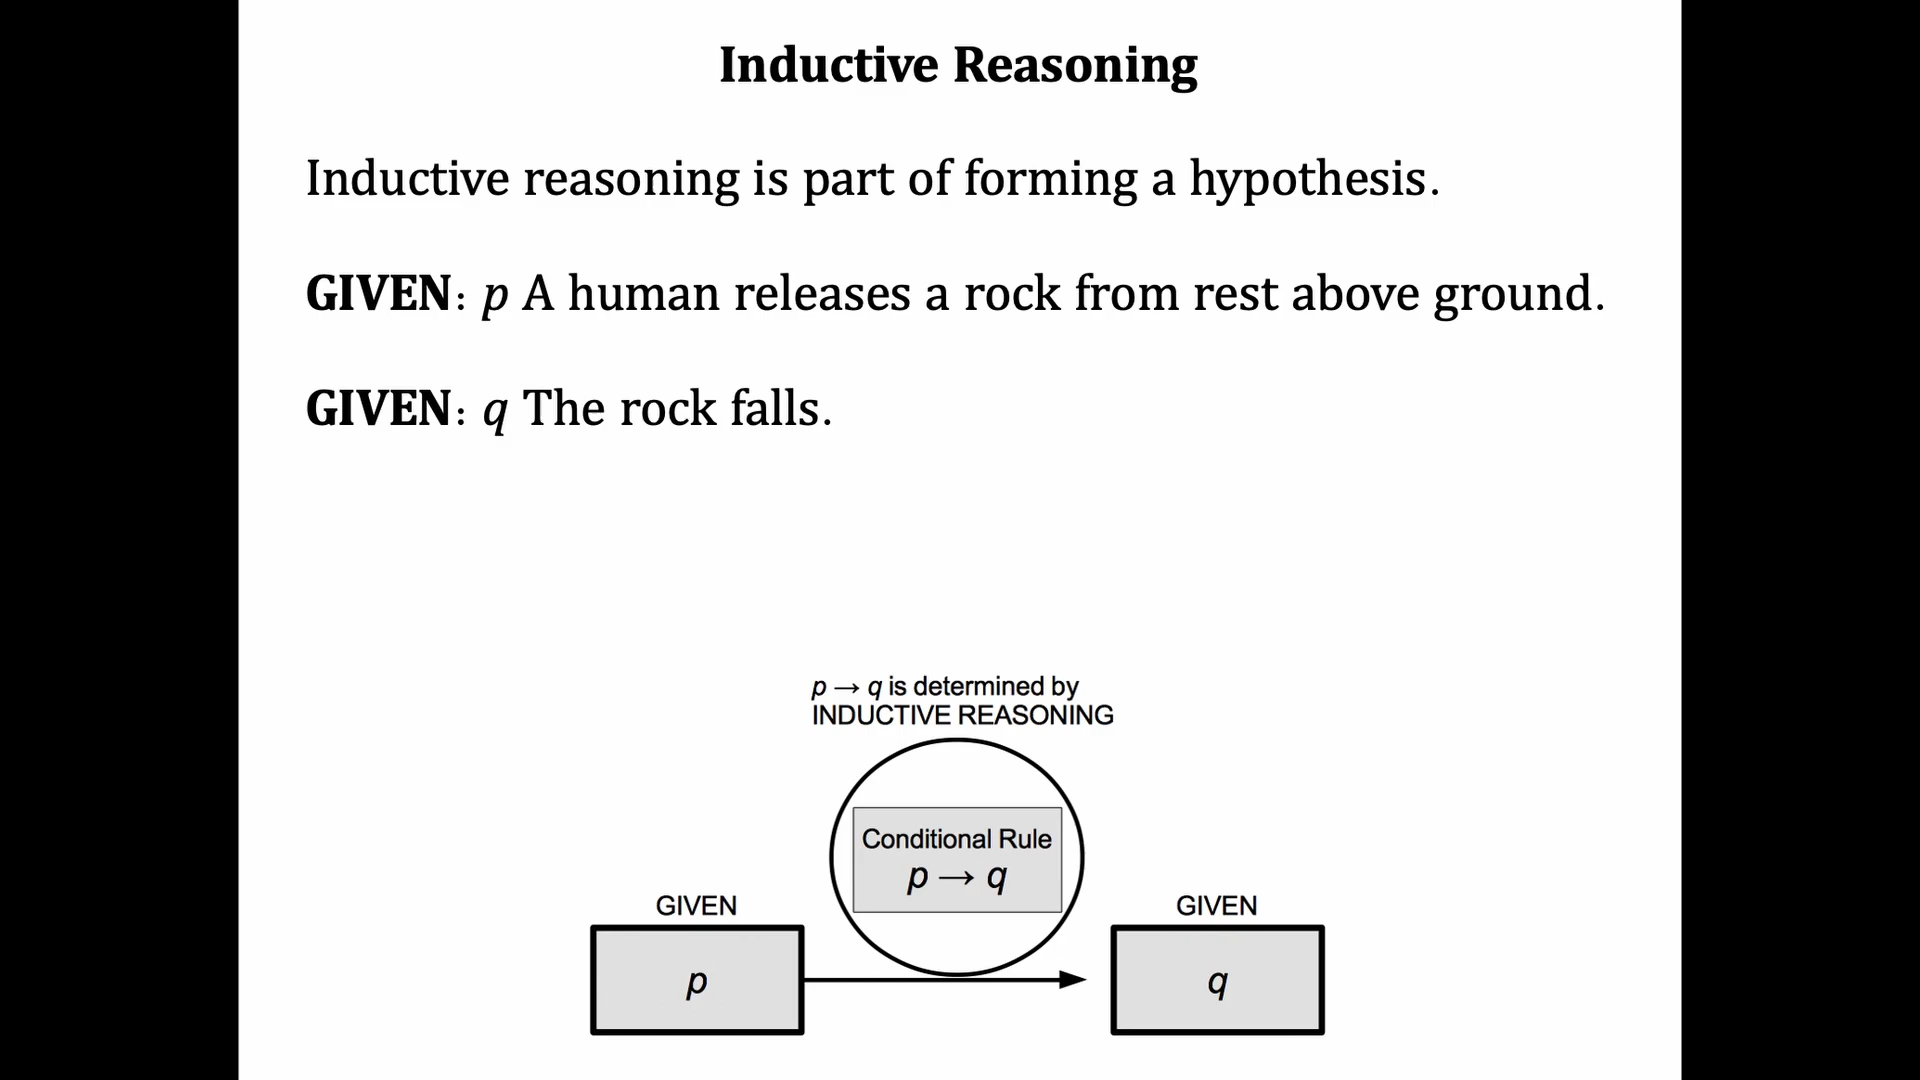 Inductive Reasoning
Inductive reasoning is part of forming a hypothesis.
GIVEN: p A human releases a rock from rest above ground.
GIVEN: q The rock falls.
p → q is determined by
INDUCTIVE REASONING
Conditional Rule
p → q
GIVEN
GIVEN
p
q